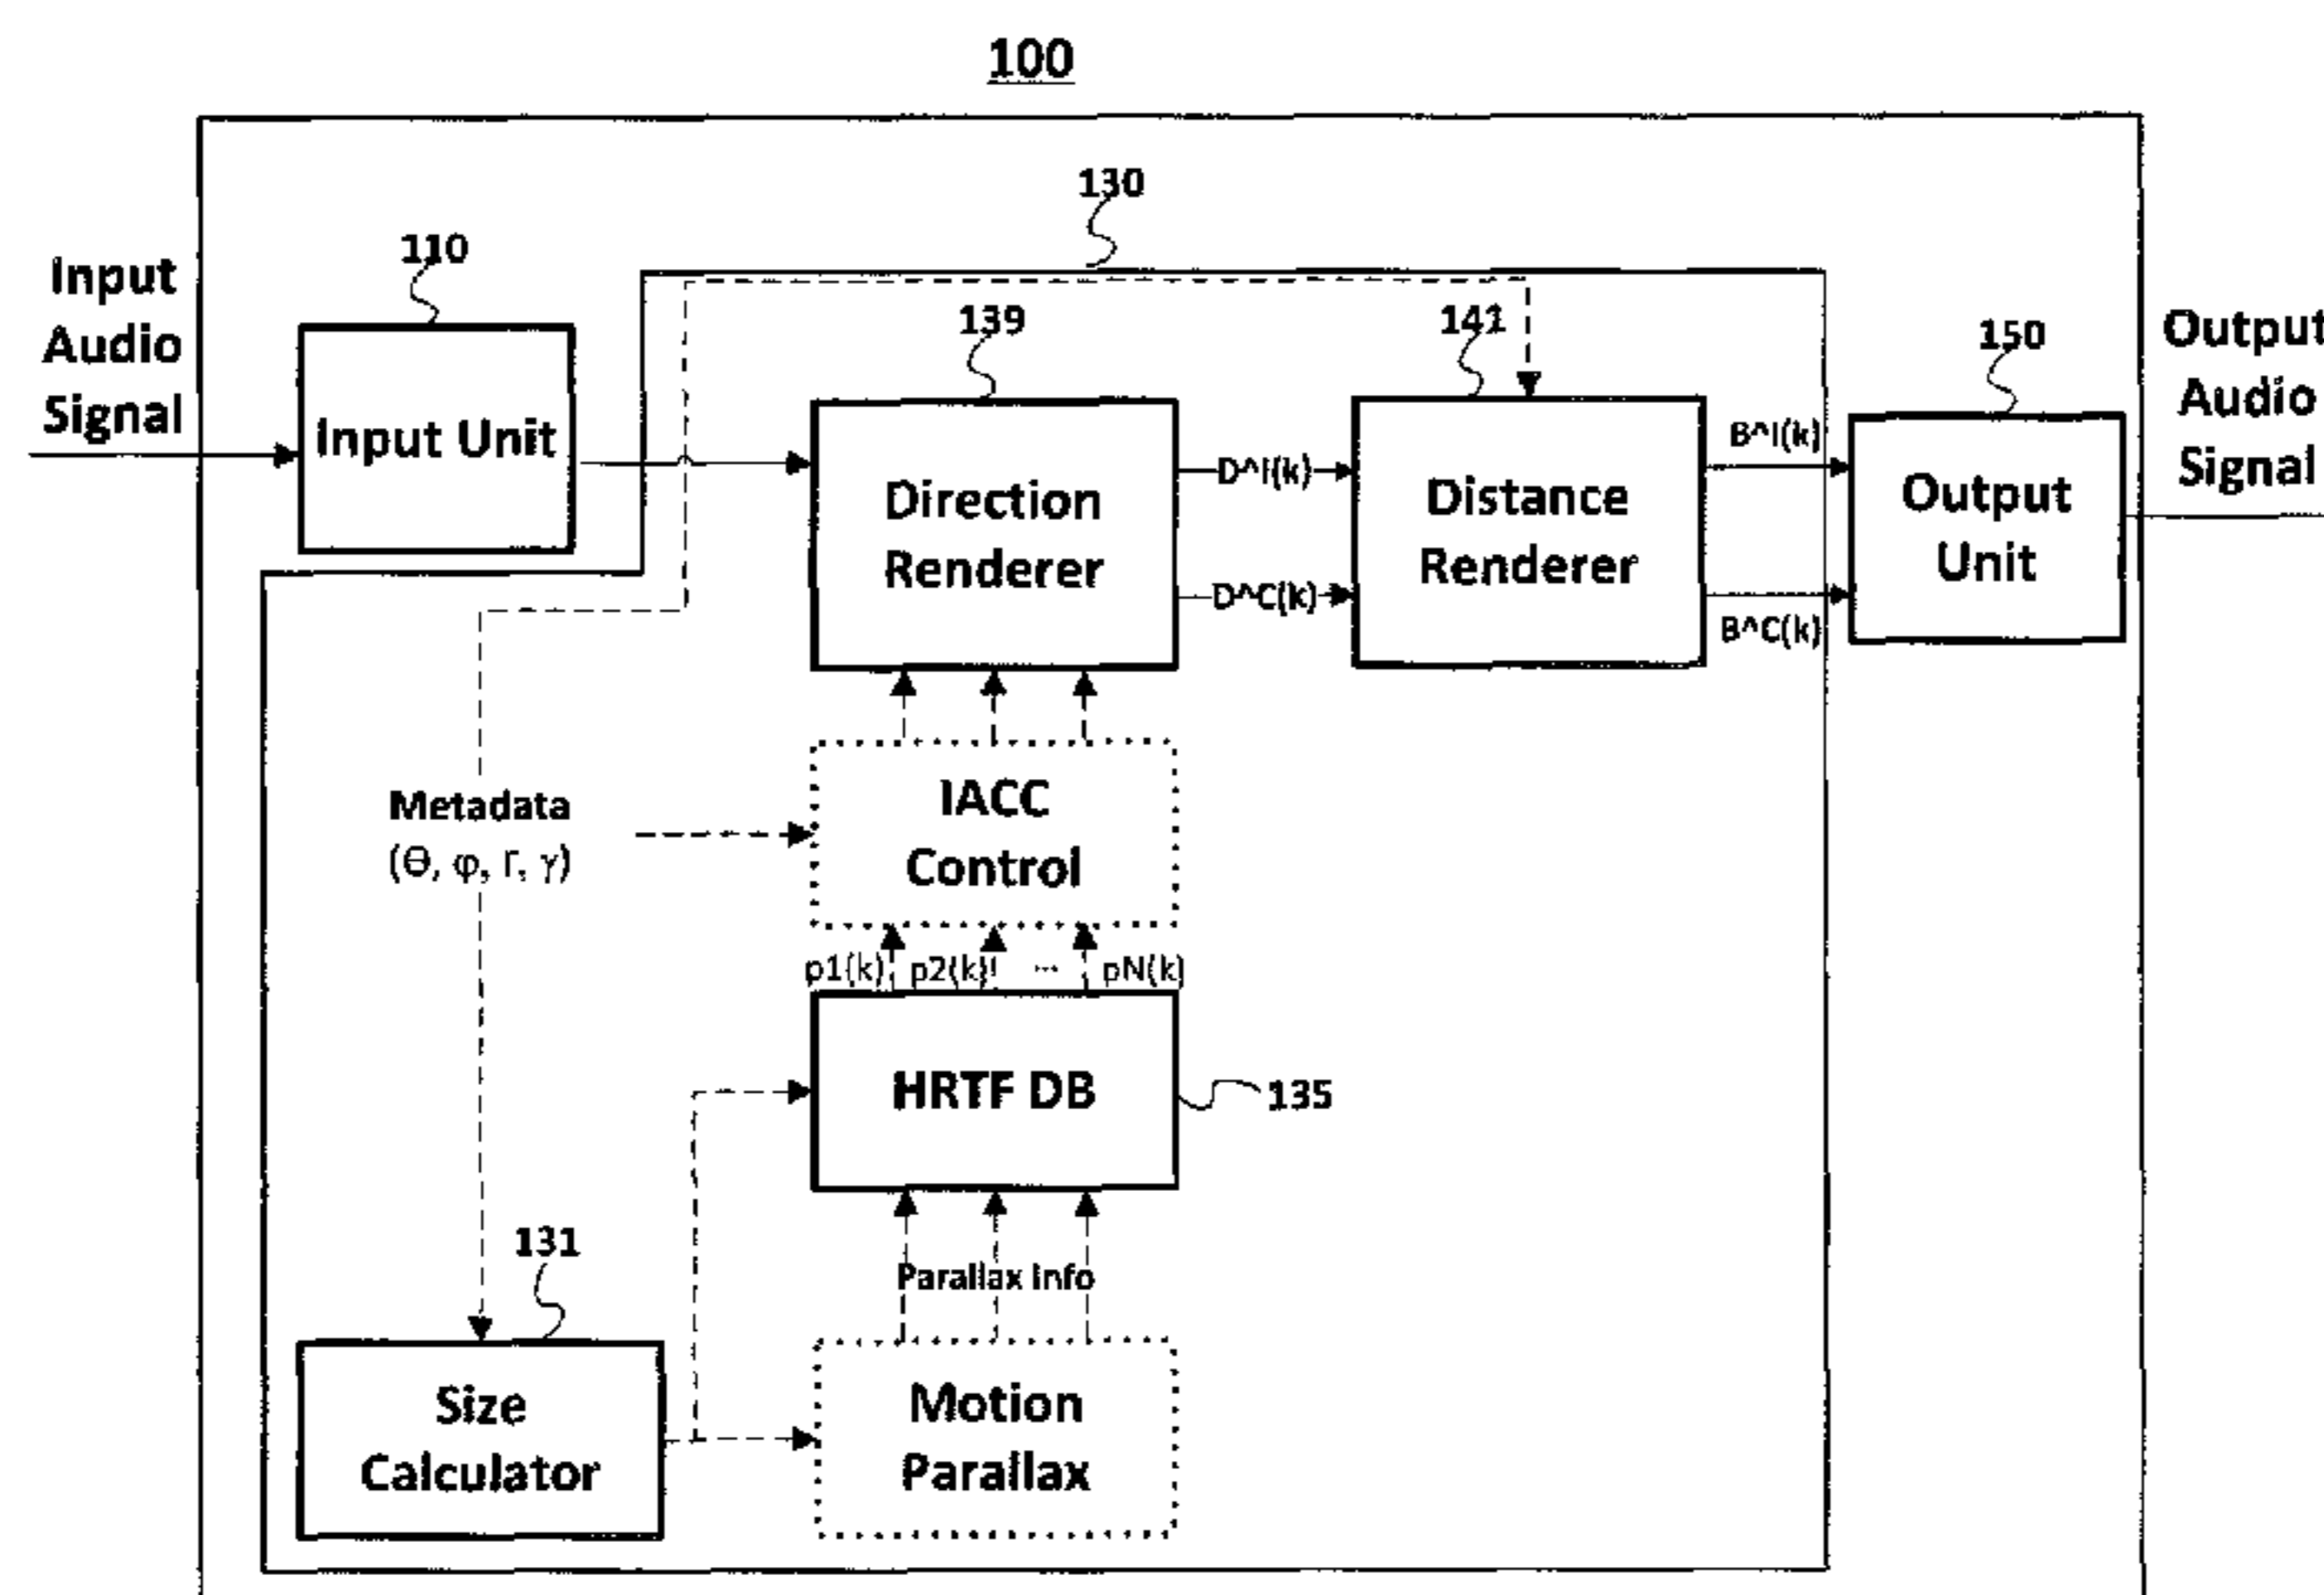 100
130
110
Input
Audio
Signal
Input Unit
139
Direction
Renderer
D^I(k)
D^C(k)
141
Distance
Renderer
B^I(k)
B^C(k)
150
Output
Unit
Output
Audio
Signal
Metadata
(Θ, φ, r, γ)
IACC
Control
p1(k) p2(k) ... pN(k)
HRTF DB
135
Parallax Info
131
Size
Calculator
Motion
Parallax